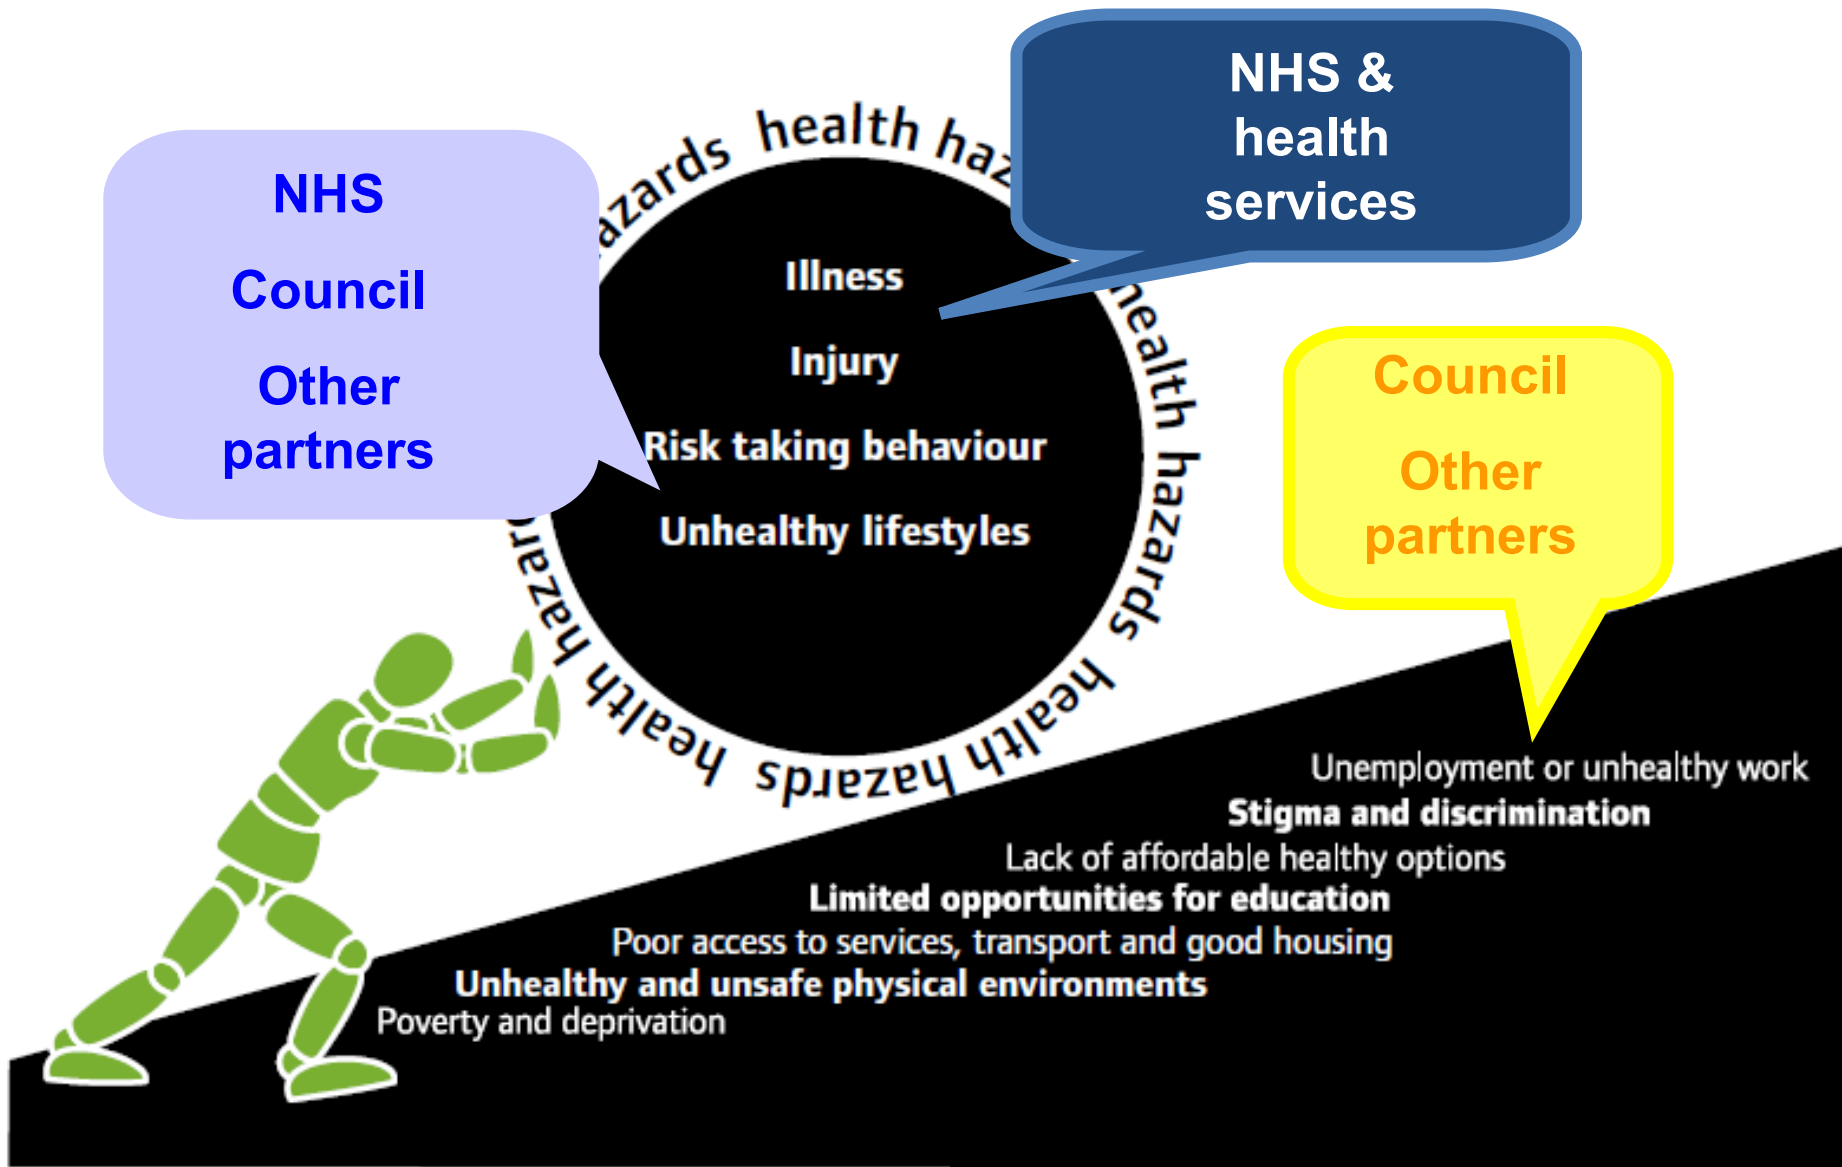 NHS
Council
Other
partners
NHS &
health
services
health hazards health hazards health hazards health hazards health
Illness
Injury
Risk taking behaviour
Unhealthy lifestyles
Council
Other
partners
Unemployment or unhealthy work
Stigma and discrimination
Lack of affordable healthy options
Limited opportunities for education
Poor access to services, transport and good housing
Unhealthy and unsafe physical environments
Poverty and deprivation